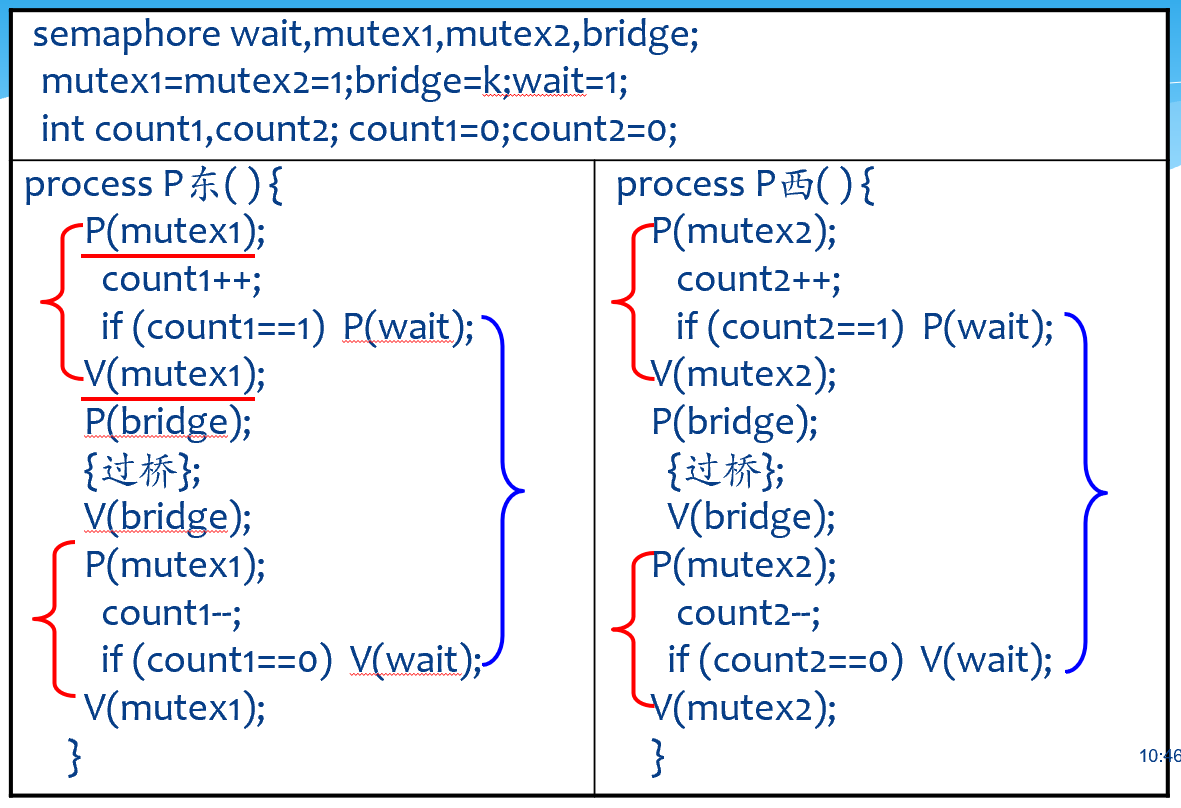 semaphore wait,mutex1,mutex2,bridge;
mutex1=mutex2=1;bridge=k;wait=1;
int count1,count2; count1=0;count2=0;
process P东( ){
P(mutex1);
count1++;
if (count1==1) P(wait);
V(mutex1);
P(bridge);
{过桥};
V(bridge);
P(mutex1);
count1--;
if (count1==0) V(wait);
V(mutex1);
}
process P西( ){
P(mutex2);
count2++;
if (count2==1) P(wait);
V(mutex2);
P(bridge);
{过桥};
V(bridge);
P(mutex2);
count2--;
if (count2==0) V(wait);
V(mutex2);
}
10:46